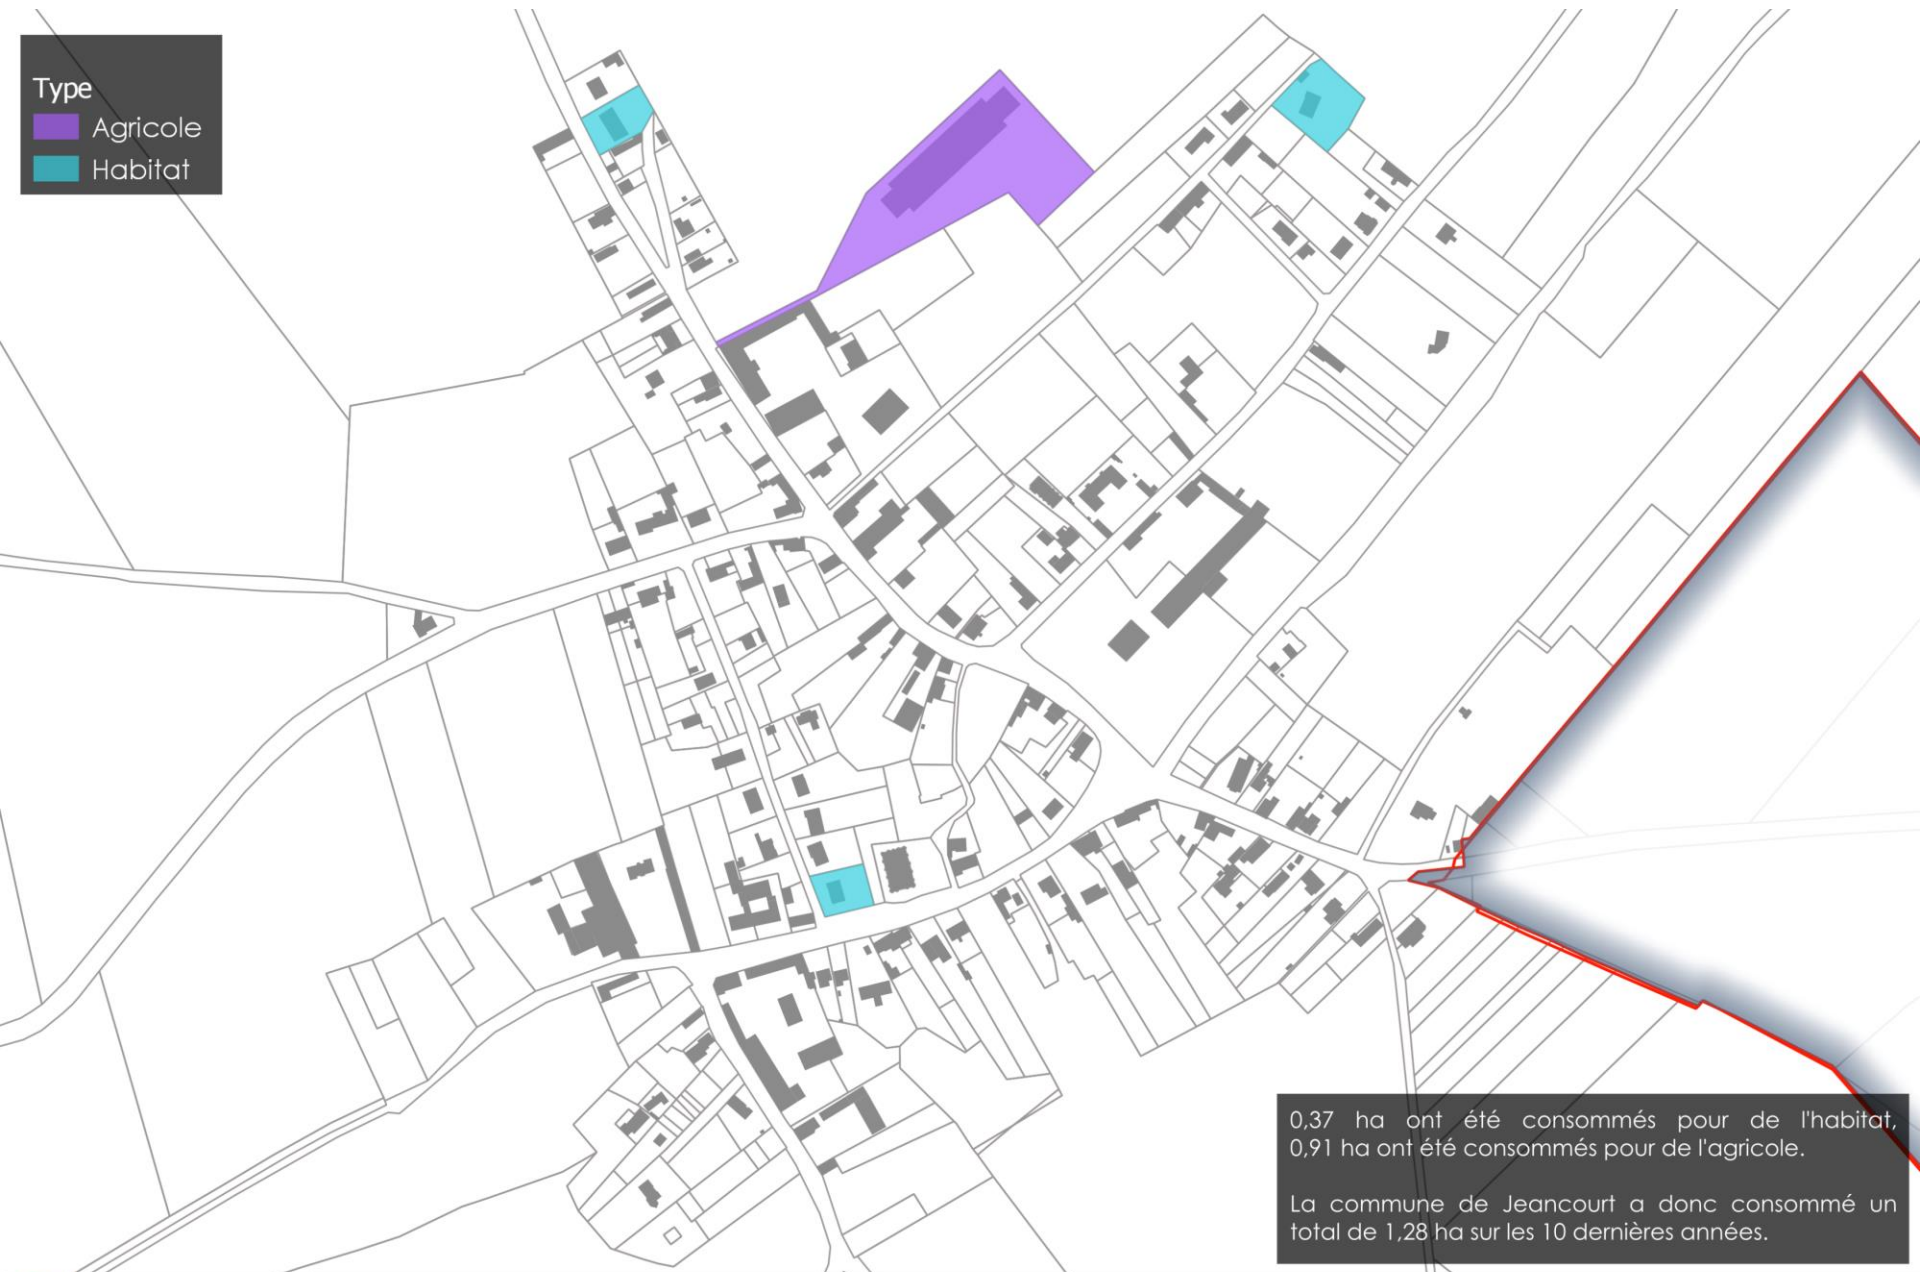 Type
Agricole
Habitat
0,37 ha ont été consommés pour de l'habitat,
0,91 ha ont été consommés pour de l'agricole.
La commune de Jeancourt a donc consommé un
total de 1,28 ha sur les 10 dernières années.